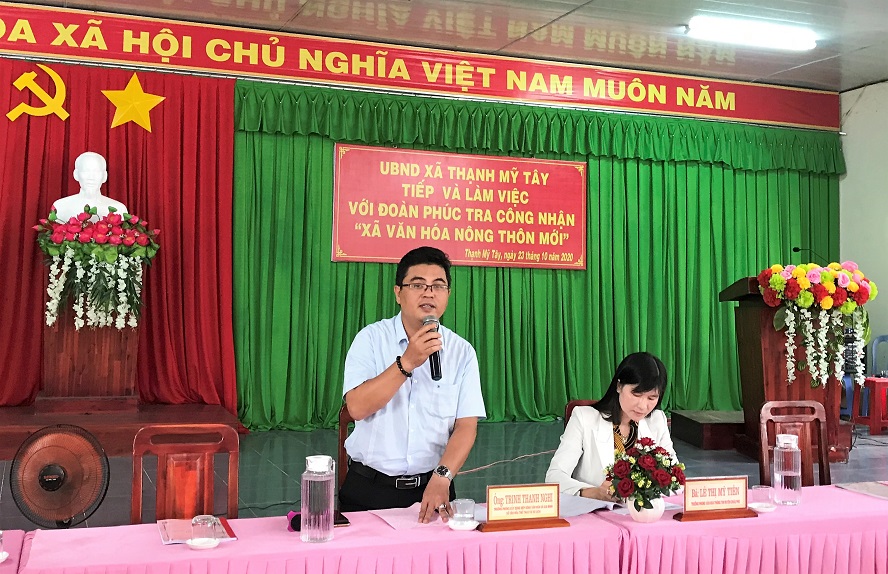 ÒA XÃ HỘI CHỦ NGHĨA VIỆT NAM MUÔN NĂM
UBND XÃ THẠNH MỸ TÂY
TIẾP VÀ LÀM VIỆC
VỚI ĐOÀN PHÚC TRA CÔNG NHẬN
“XÃ VĂN HÓA NÔNG THÔN MỚI”
Thạnh Mỹ Tây, ngày 23 tháng 10 năm 2020
Ông: TRỊNH THANH NGHI
Bà: LÊ THỊ MỸ TIÊN